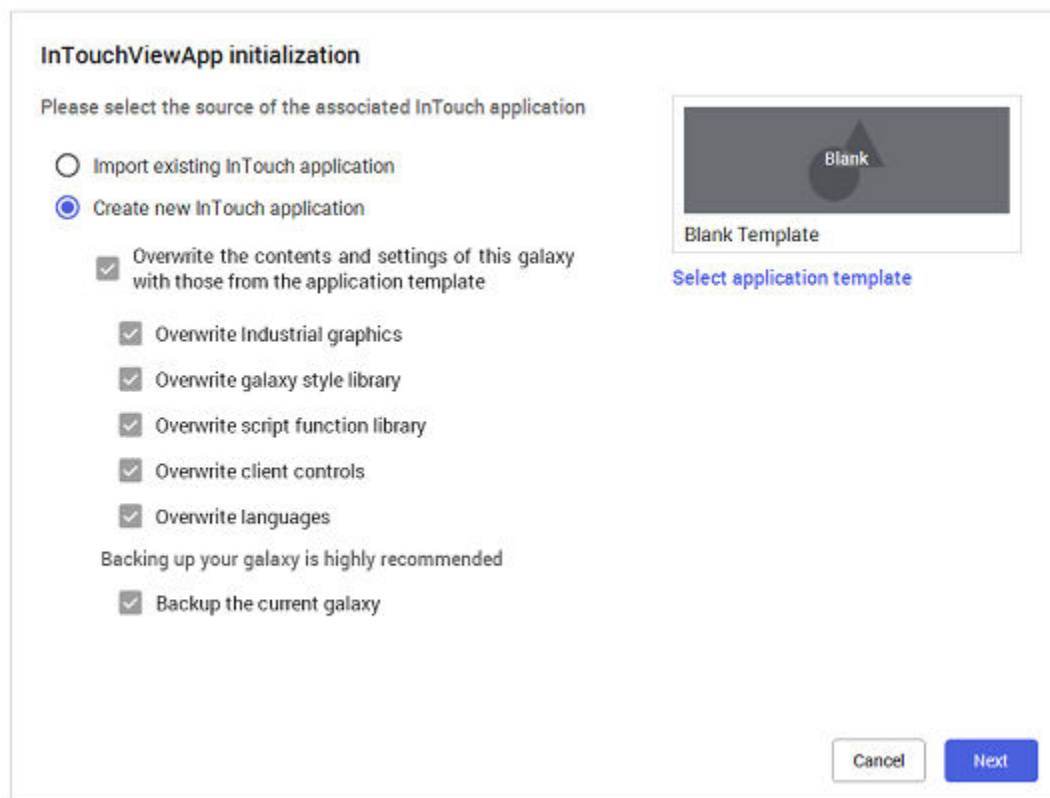 InTouchViewApp initialization
Please select the source of the associated InTouch application
Import existing InTouch application
Create new InTouch application
Overwrite the contents and settings of this galaxy
with those from the application template
Overwrite Industrial graphics
Overwrite galaxy style library
Overwrite script function library
Overwrite client controls
Overwrite languages
Backing up your galaxy is highly recommended
Backup the current galaxy
Blank
Blank Template
Select application template
Cancel
Next